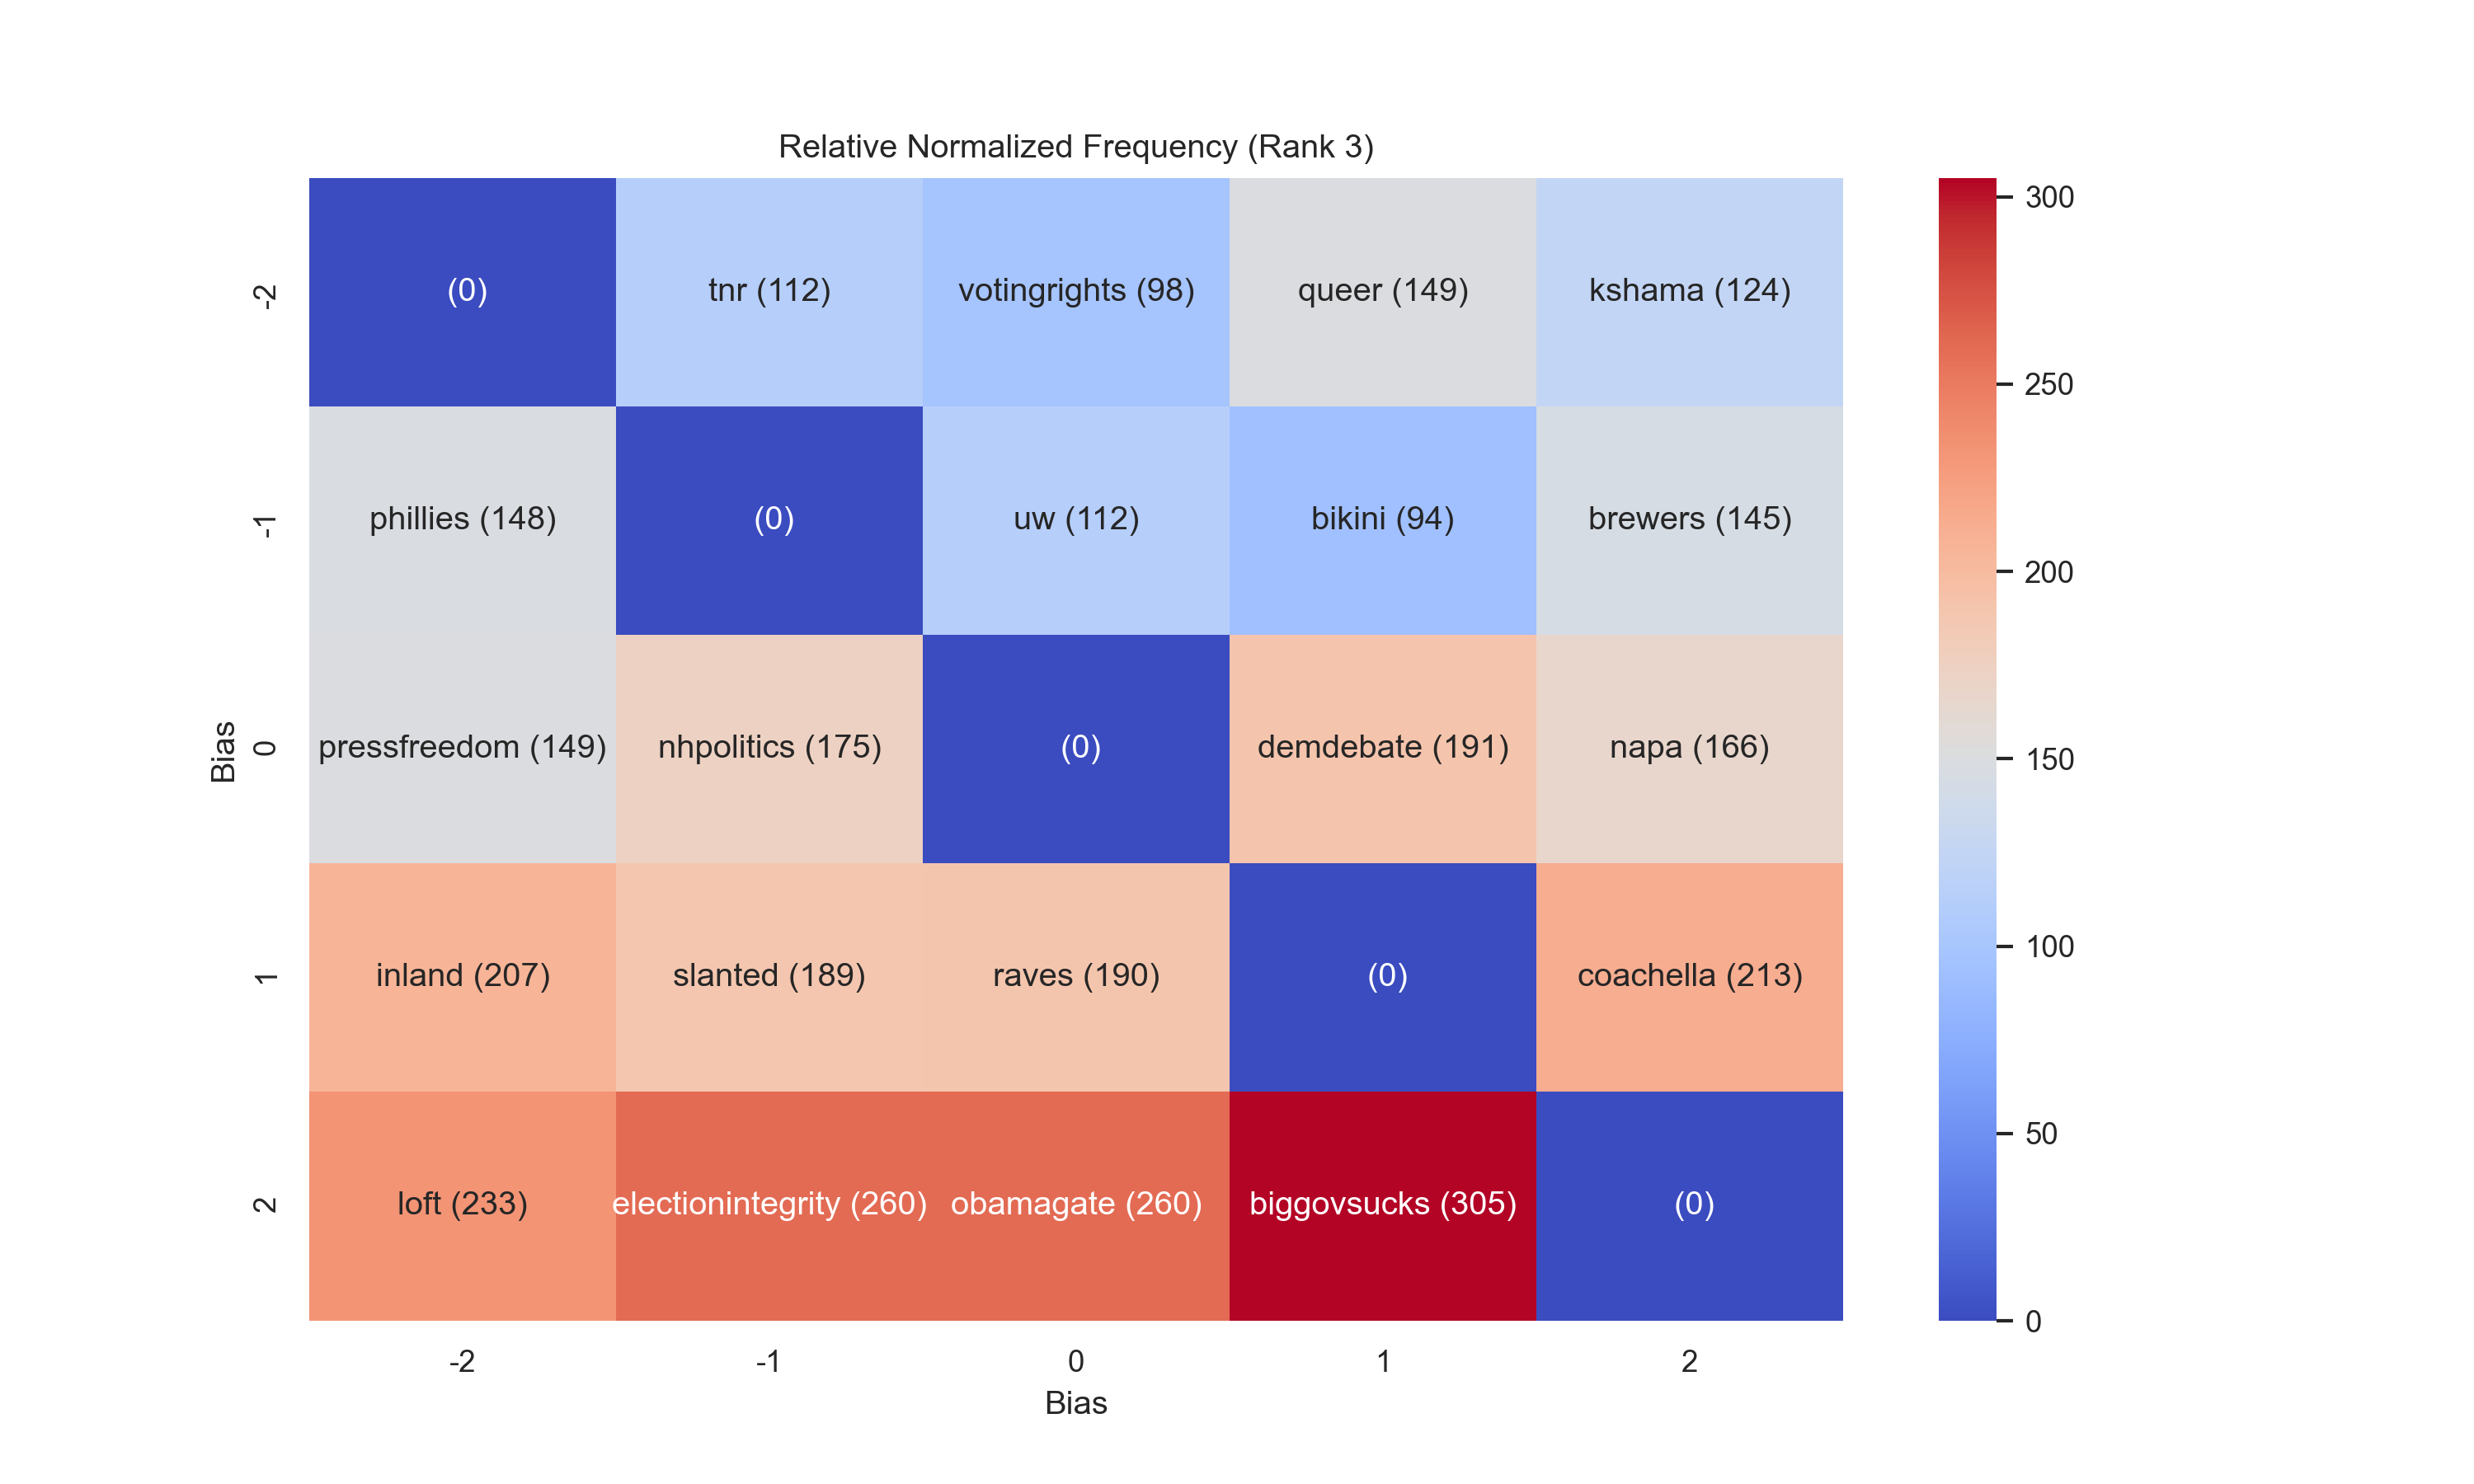 Relative Normalized Frequency (Rank 3)
-2 (0) tnr (112) votingrights (98) queer (149) kshama (124)
-1 phillies (148) (0) uw (112) bikini (94) brewers (145)
0 pressfreedom (149) nhpolitics (175) (0) demdebate (191) napa (166)
1 inland (207) slanted (189) raves (190) (0) coachella (213)
2 loft (233) electionintegrity (260) obamagate (260) biggovsucks (305) (0)
-2 -1 0 1 2
Bias
Bias
300
250
200
150
100
50
0